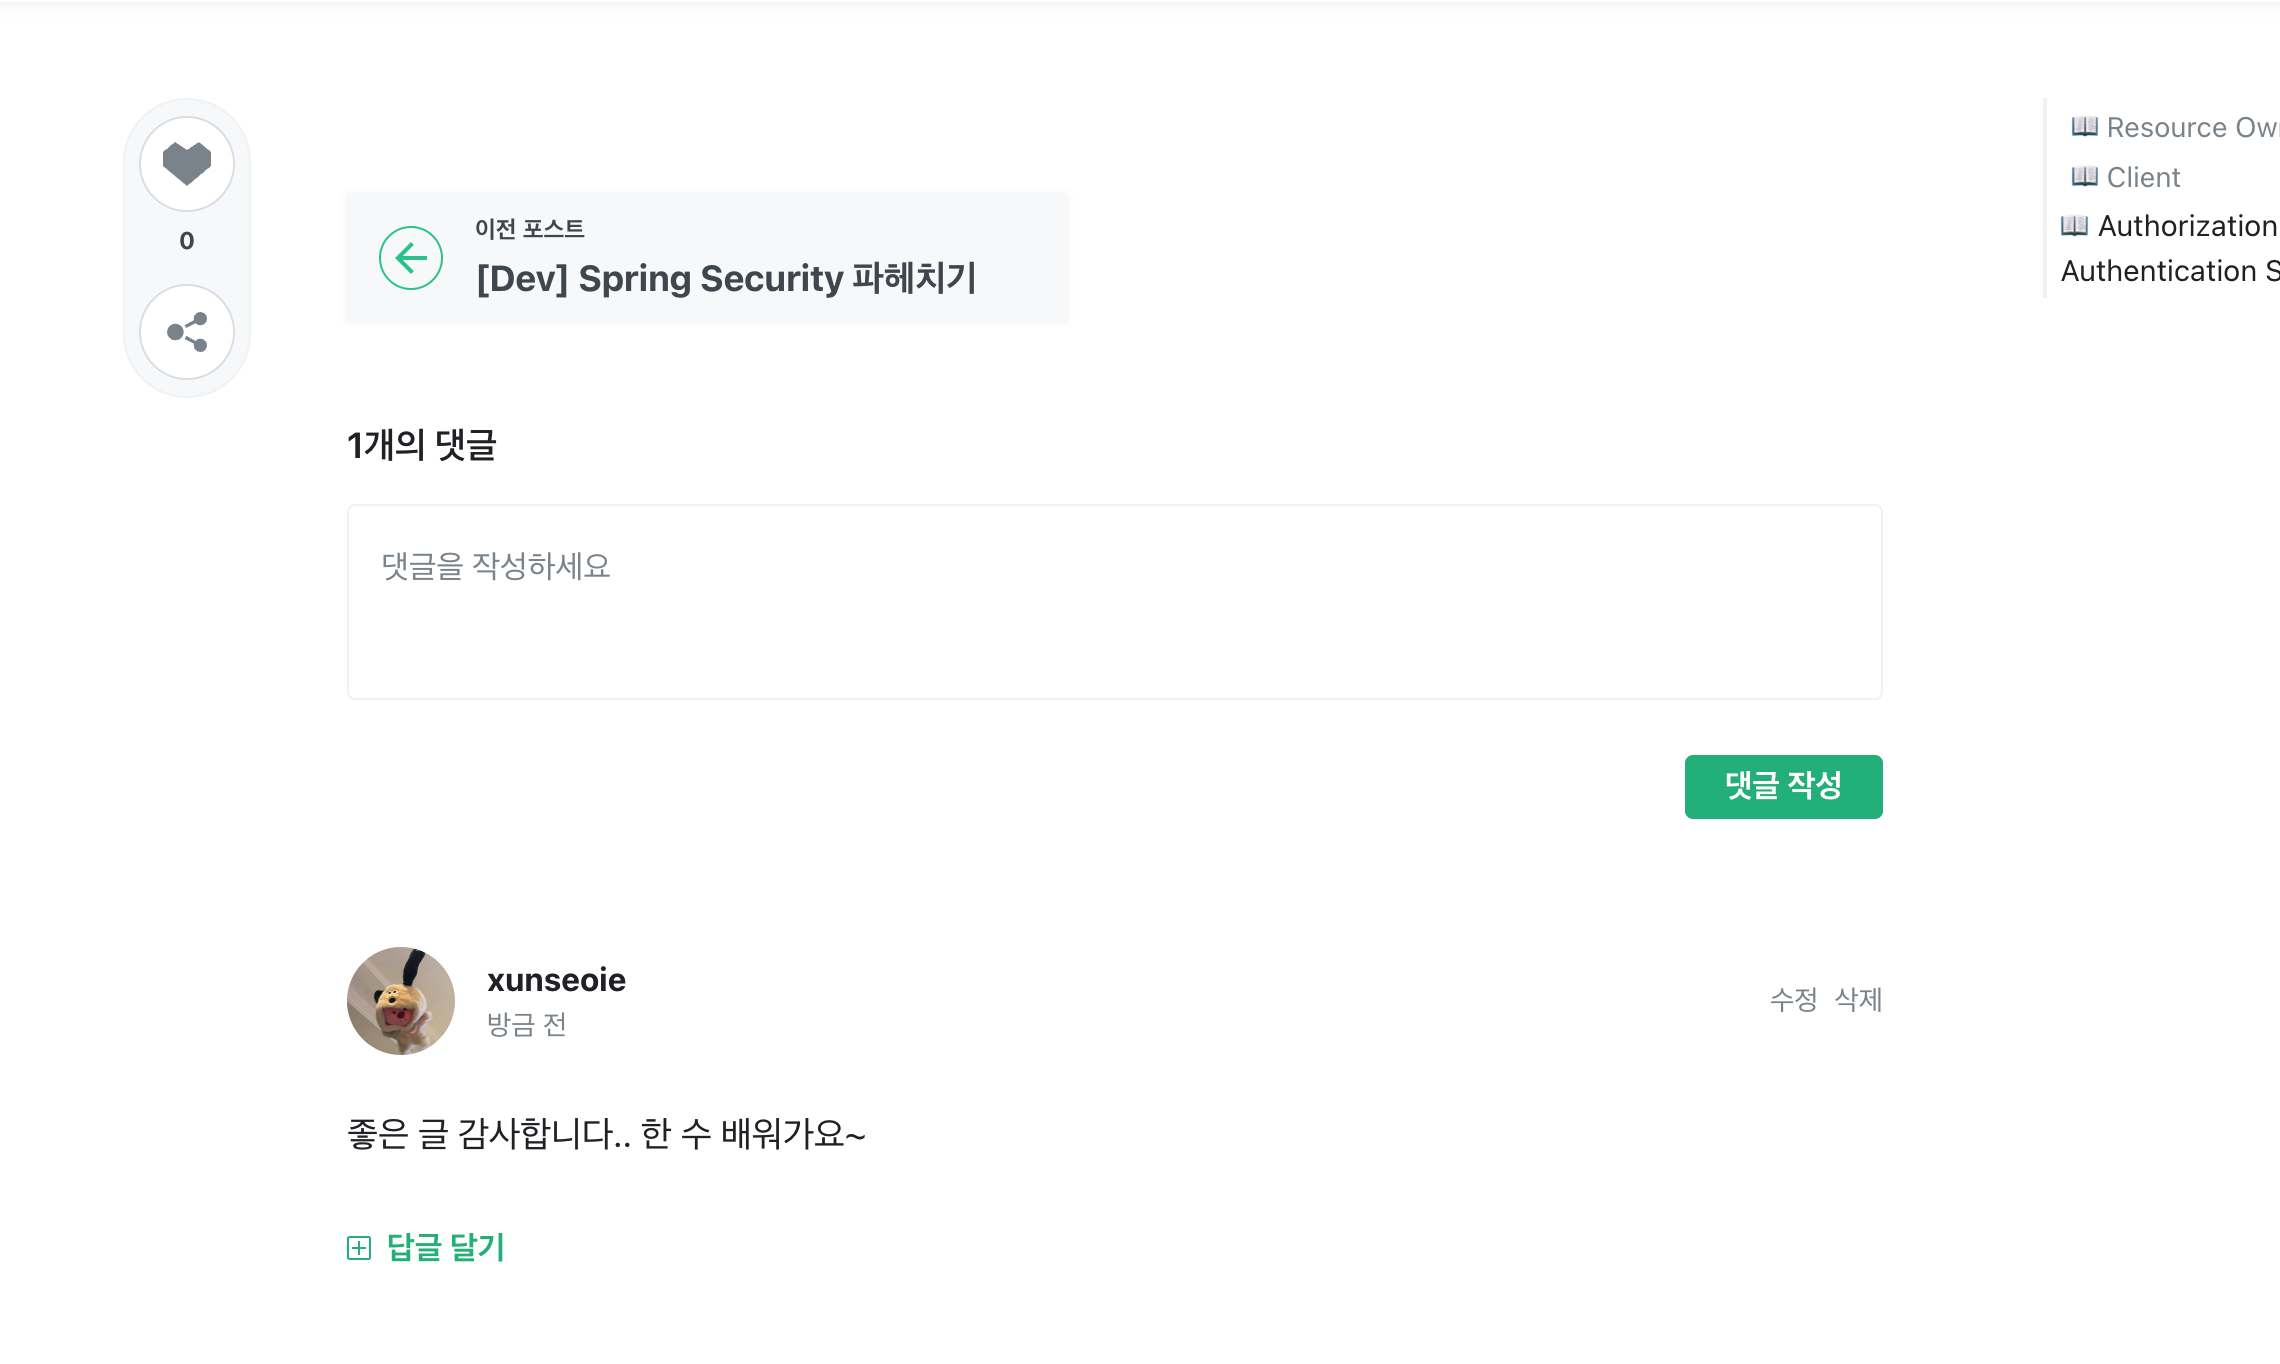 0
이전 포스트
[Dev] Spring Security 파헤치기
📖 Resource
📖 Client
📖 Authorization
Authentication
1개의 댓글
댓글을 작성하세요
댓글 작성
xunseoie
방금 전
수정 삭제
좋은 글 감사합니다.. 한 수 배워가요~
답글 달기